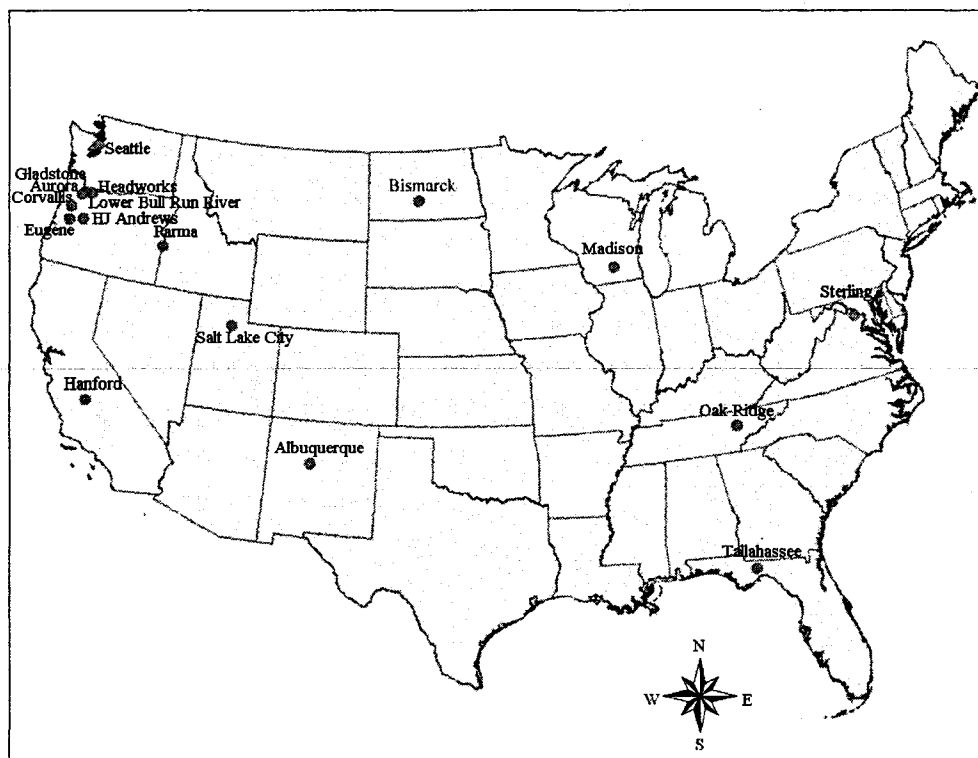 Seattle
Gladstone
Aurora Headworks
Corvallis Lower Bull Run River
Eugene HJ Andrews
Parma
Bismarck
Madison
Sterling
Salt Lake City
Hanford
Oak-Ridge
Albuquerque
Tallahassee
N
W E
S